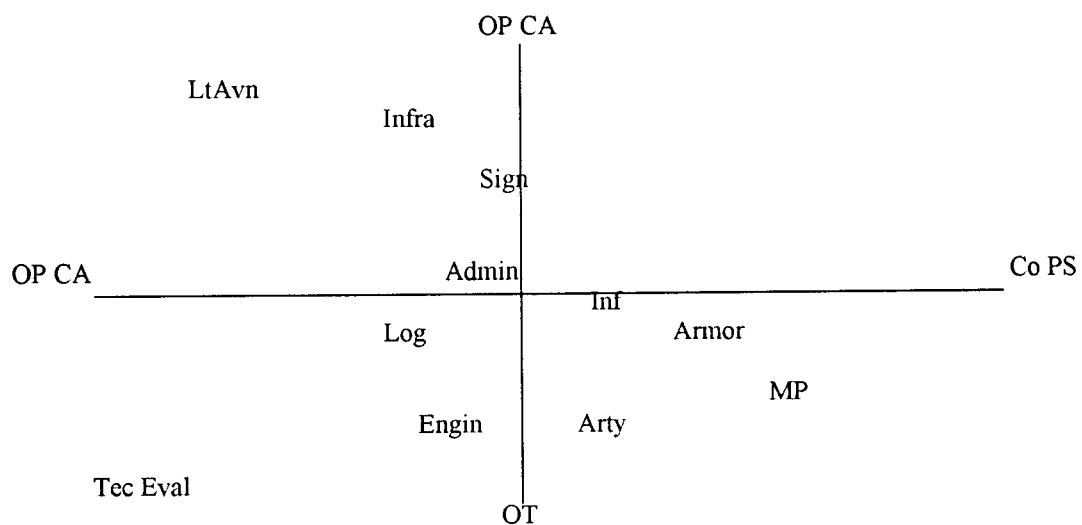 OP CA
LtAvn
Infra
Sign
OP CA
Admin
Co PS
Inf
Log
Armor
MP
Engin
Arty
Tec Eval
OT